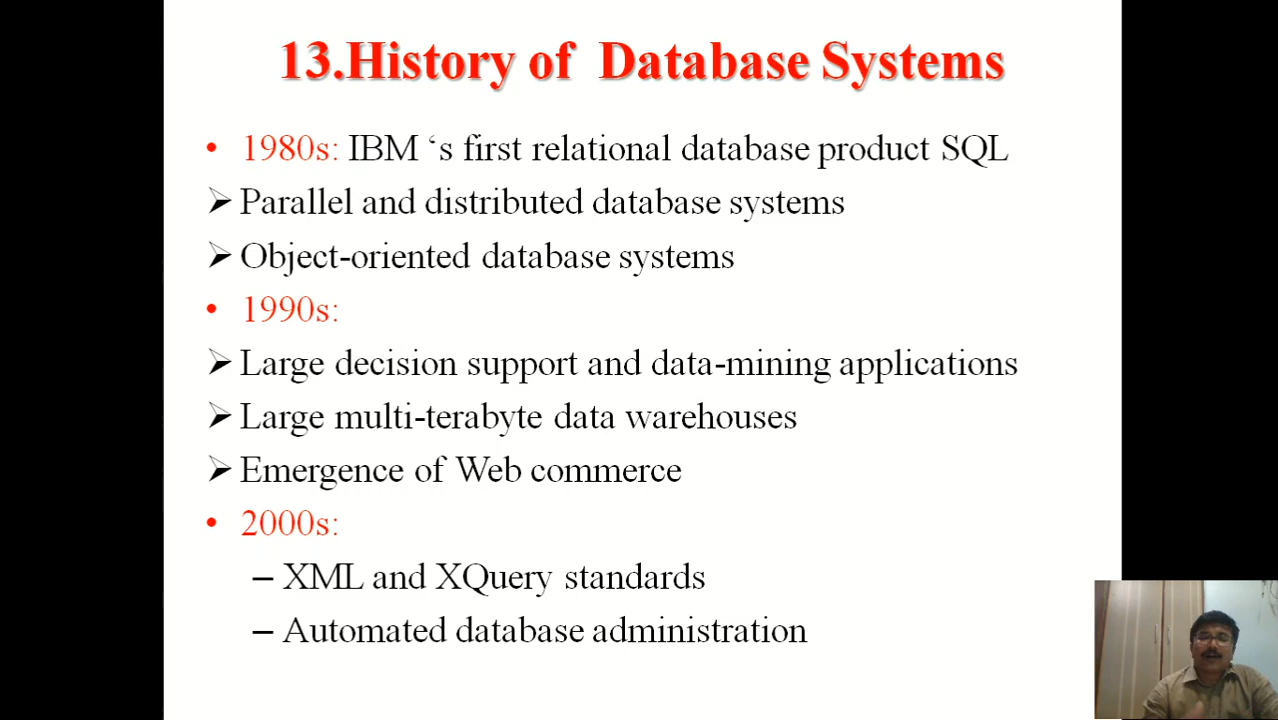 13.History of Database Systems
• 1980s: IBM ‘s first relational database product SQL
➢ Parallel and distributed database systems
➢ Object-oriented database systems
• 1990s:
➢ Large decision support and data-mining applications
➢ Large multi-terabyte data warehouses
➢ Emergence of Web commerce
• 2000s:
– XML and XQuery standards
– Automated database administration